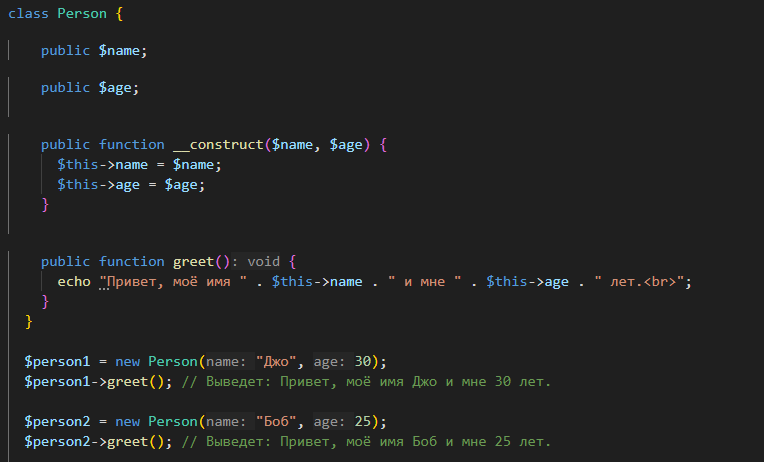 class Person {
public $name;
public $age;
public function __construct($name, $age) {
$this->name = $name;
$this->age = $age;
}
public function greet(): void {
echo "Привет, моё имя " . $this->name . " и мне " . $this->age . " лет.<br>";
}
}
$person1 = new Person(name: "Джо", age: 30);
$person1->greet(); // Выведет: Привет, моё имя Джо и мне 30 лет.
$person2 = new Person(name: "Боб", age: 25);
$person2->greet(); // Выведет: Привет, моё имя Боб и мне 25 лет.